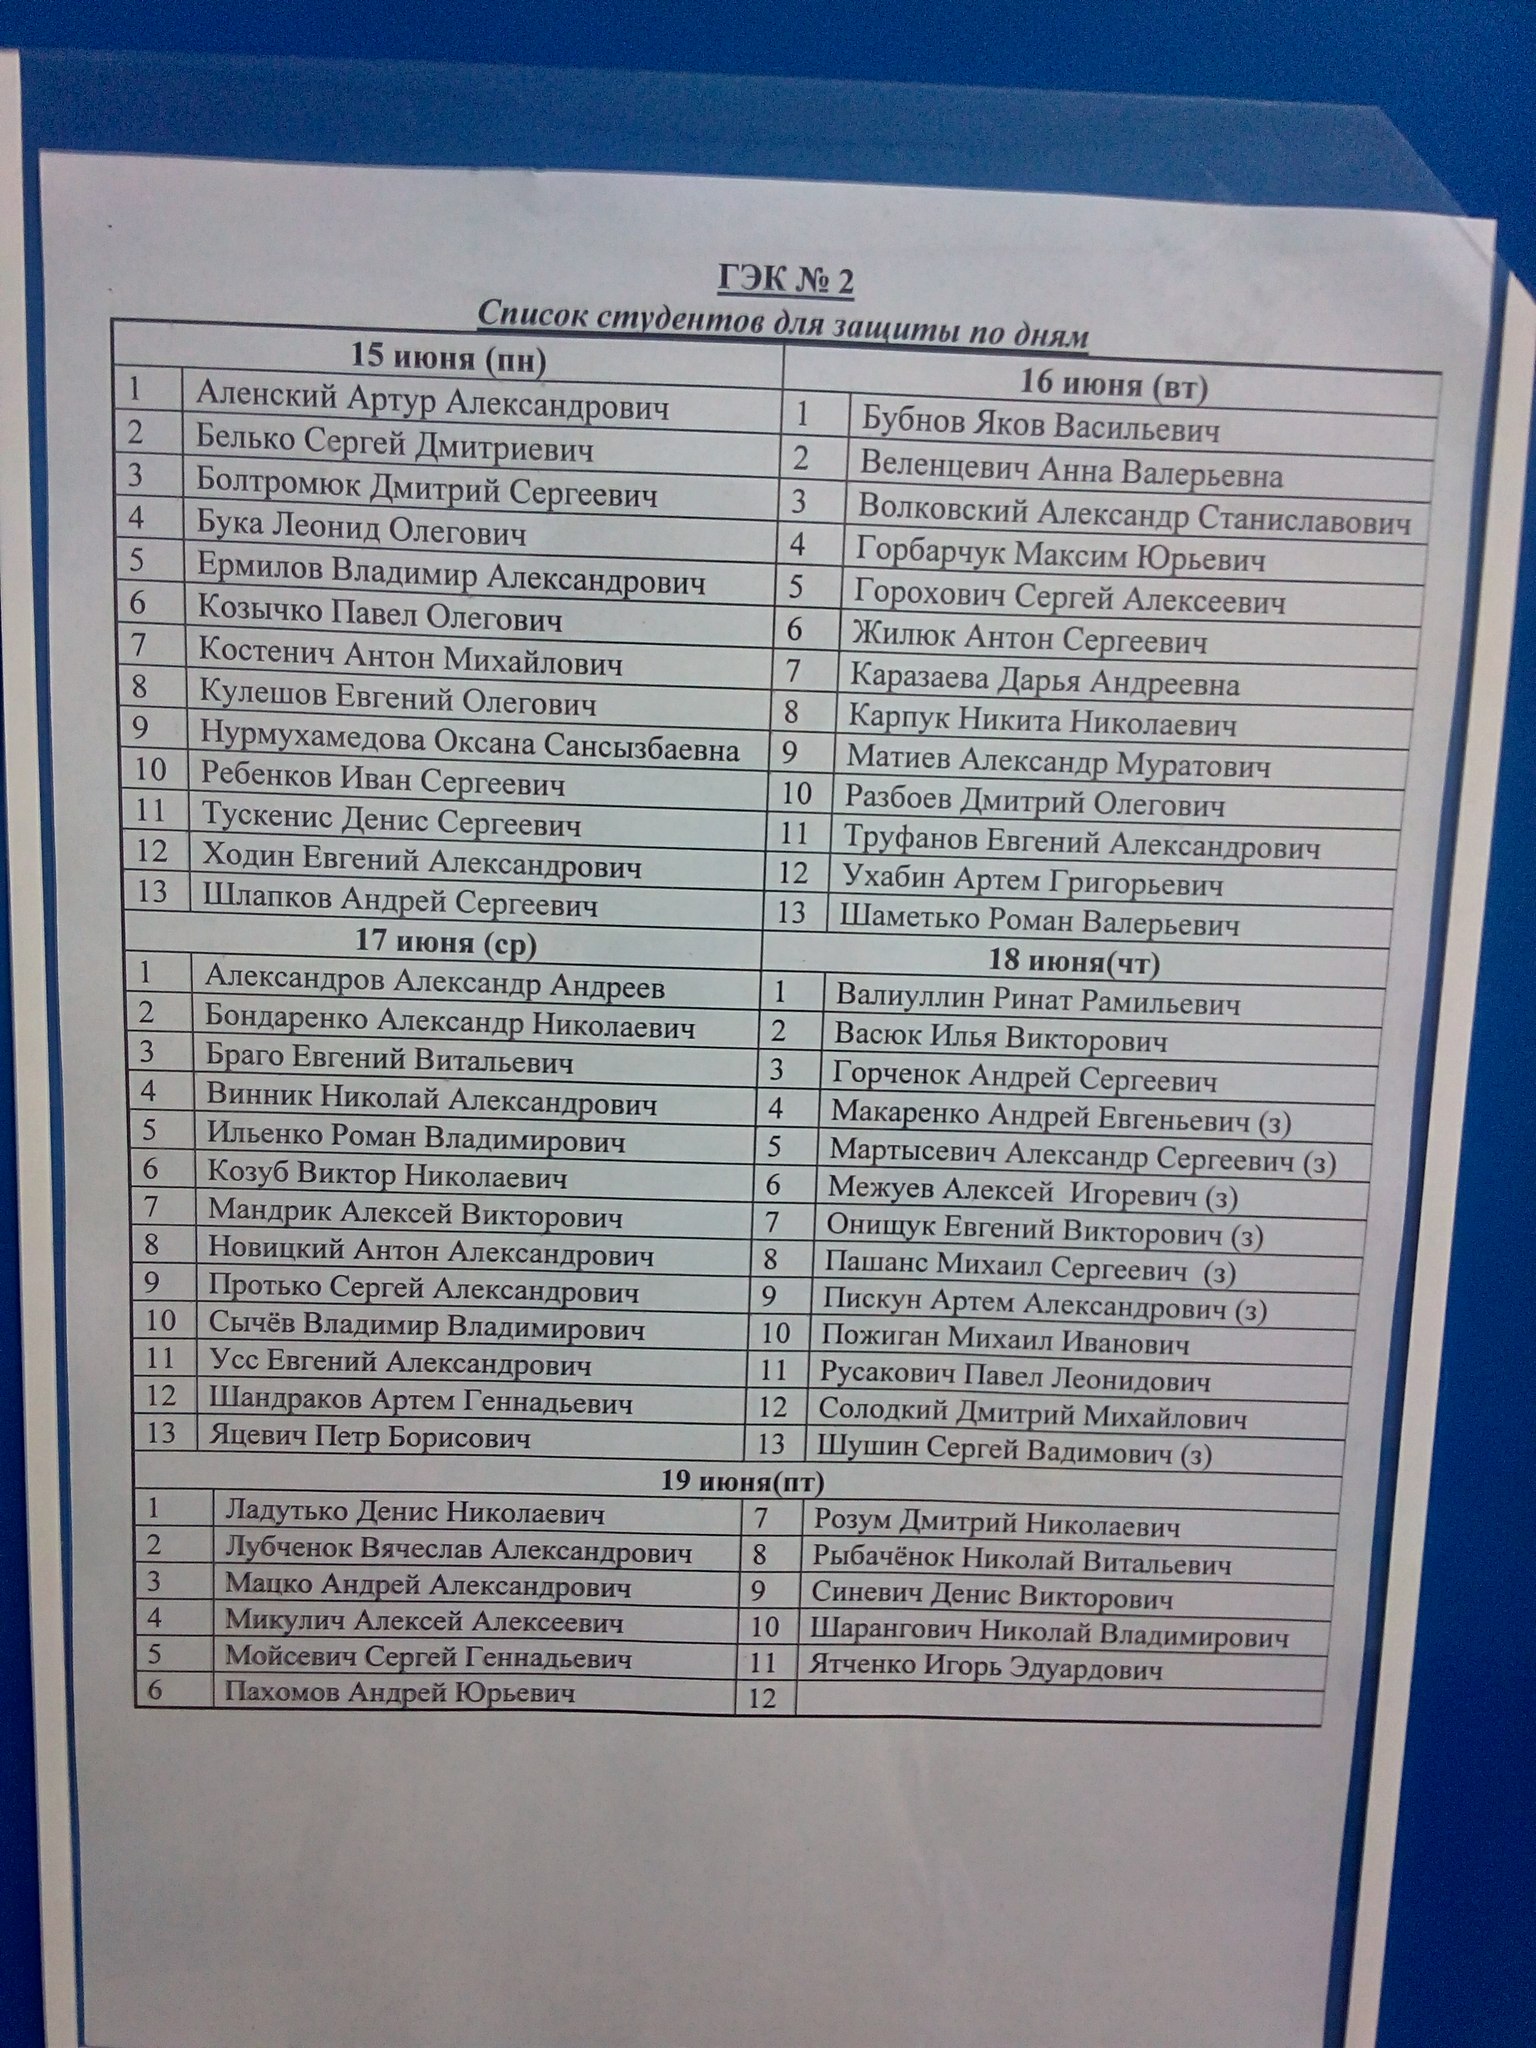 ГЭК № 2
Список студентов для защиты по дням
15 июня (пн)
1 Аленский Артур Александрович
2 Белько Сергей Дмитриевич
3 Болтромюк Дмитрий Сергеевич
4 Бука Леонид Олегович
5 Ермилов Владимир Александрович
6 Козычко Павел Олегович
7 Костенич Антон Михайлович
8 Кулешов Евгений Олегович
9 Нурмухамедова Оксана Сансызбаевна
10 Ребенков Иван Сергеевич
11 Тускенис Денис Сергеевич
12 Ходин Евгений Александрович
13 Шлапков Андрей Сергеевич
16 июня (вт)
1 Бубнов Яков Васильевич
2 Веленцевич Анна Валерьевна
3 Волковский Александр Станиславович
4 Горбарчук Максим Юрьевич
5 Горохович Сергей Алексеевич
6 Жилюк Антон Сергеевич
7 Каразаева Дарья Андреевна
8 Карпук Никита Николаевич
9 Матиев Александр Муратович
10 Разбоев Дмитрий Олегович
11 Труфанов Евгений Александрович
12 Ухабин Артем Григорьевич
13 Шаметько Роман Валерьевич
17 июня (ср)
1 Александров Александр Андреев
2 Бондаренко Александр Николаевич
3 Браго Евгений Витальевич
4 Винник Николай Александрович
5 Ильенко Роман Владимирович
6 Козуб Виктор Николаевич
7 Мандрик Алексей Викторович
8 Новицкий Антон Александрович
9 Протько Сергей Александрович
10 Сычёв Владимир Владимирович
11 Усс Евгений Александрович
12 Шандраков Артем Геннадьевич
13 Яцевич Петр Борисович
18 июня(чт)
1 Валиуллин Ринат Рамильевич
2 Васюк Илья Викторович
3 Горченок Андрей Сергеевич
4 Макаренко Андрей Евгеньевич (з)
5 Мартысевич Александр Сергеевич (з)
6 Межуев Алексей Игоревич (з)
7 Онищук Евгений Викторович (з)
8 Пашанс Михаил Сергеевич (з)
9 Пискун Артем Александрович (з)
10 Пожиган Михаил Иванович
11 Русакович Павел Леонидович
12 Солодкий Дмитрий Михайлович
13 Шушин Сергей Вадимович (з)
19 июня(пт)
1 Ладутько Денис Николаевич
2 Лубченок Вячеслав Александрович
3 Мацко Андрей Александрович
4 Микулич Алексей Алексеевич
5 Мойсевич Сергей Геннадьевич
6 Пахомов Андрей Юрьевич
7 Розум Дмитрий Николаевич
8 Рыбачёнок Николай Витальевич
9 Синевич Денис Викторович
10 Шарангович Николай Владимирович
11 Ятченко Игорь Эдуардович
12